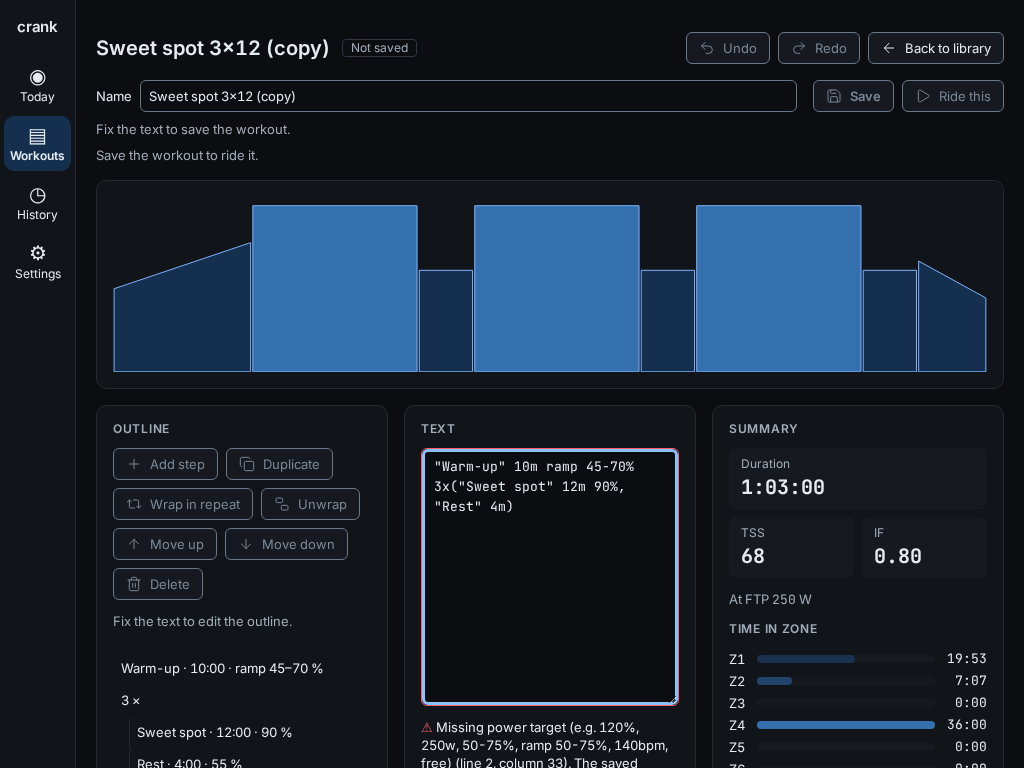 crank
Today
Workouts
History
Settings
Sweet spot 3×12 (copy)
Not saved
Undo
Redo
Back to library
Name
Sweet spot 3×12 (copy)
Save
Ride this
Fix the text to save the workout.
Save the workout to ride it.
OUTLINE
Add step
Duplicate
Wrap in repeat
Unwrap
Move up
Move down
Delete
Fix the text to edit the outline.
Warm-up · 10:00 · ramp 45–70 %
3 ×
Sweet spot · 12:00 · 90 %
Rest · 4:00 · 55 %
TEXT
"Warm-up" 10m ramp 45-70%
3x("Sweet spot" 12m 90%,
"Rest" 4m)
⚠ Missing power target (e.g. 120%,
250w, 50-75%, ramp 50-75%, 140bpm,
free) (line 2, column 33). The saved
SUMMARY
Duration
1:03:00
TSS
68
IF
0.80
At FTP 250 W
TIME IN ZONE
Z1 19:53
Z2 7:07
Z3 0:00
Z4 36:00
Z5 0:00